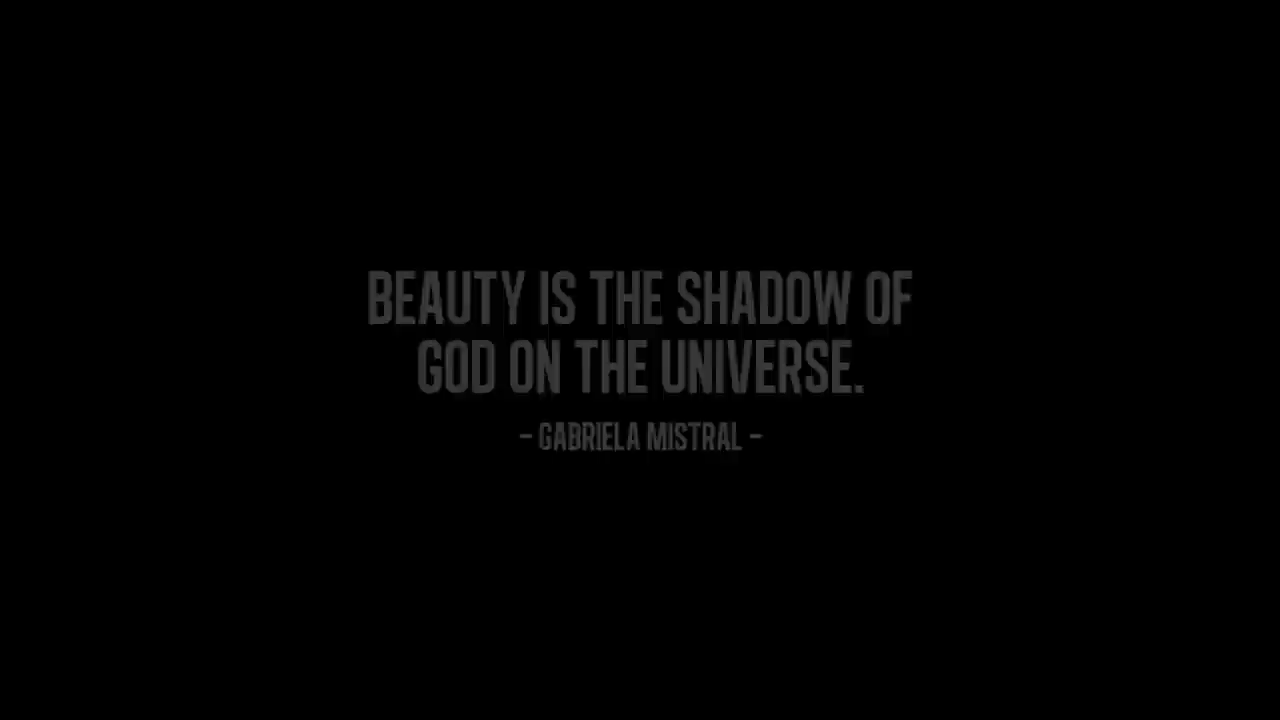 BEAUTY IS THE SHADOW OF
GOD ON THE UNIVERSE.
- GABRIELA MISTRAL -